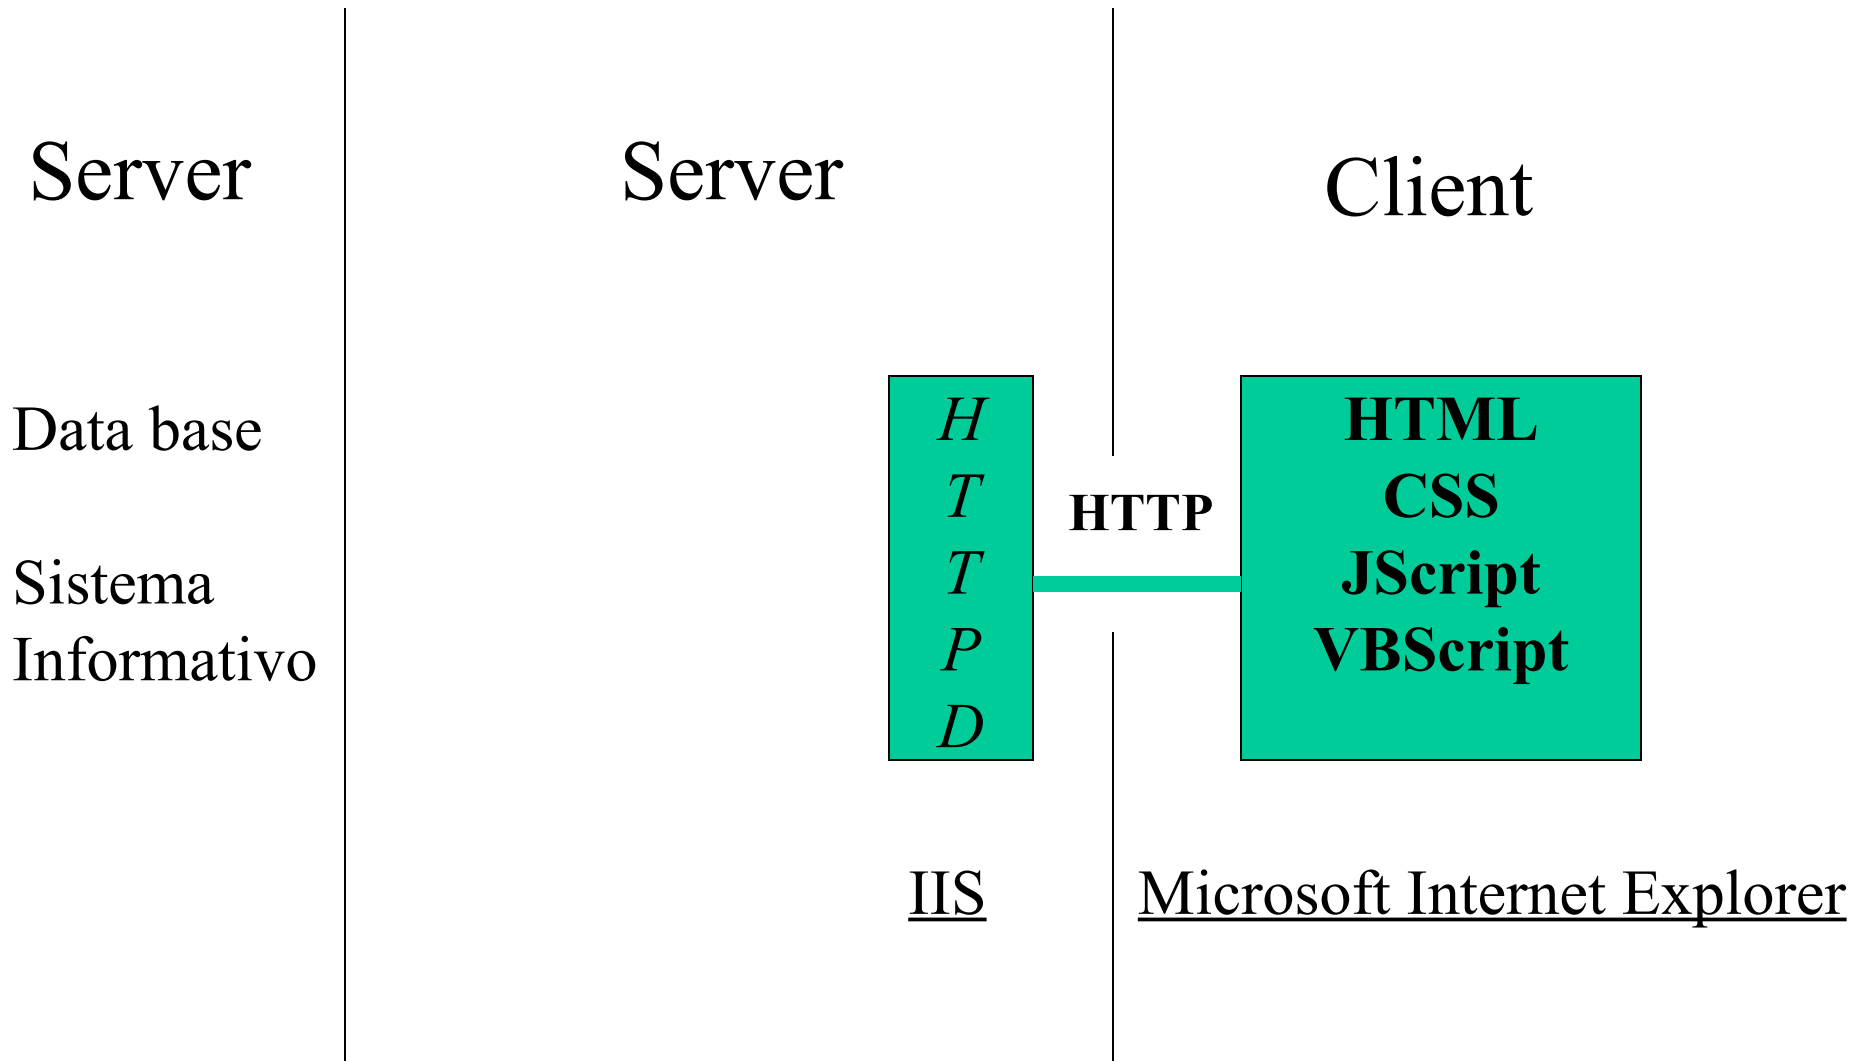 Server
Server
Client
Data base
Sistema
Informativo
H
T
T
P
D
HTTP
HTML
CSS
JScript
VBScript
IIS
Microsoft Internet Explorer